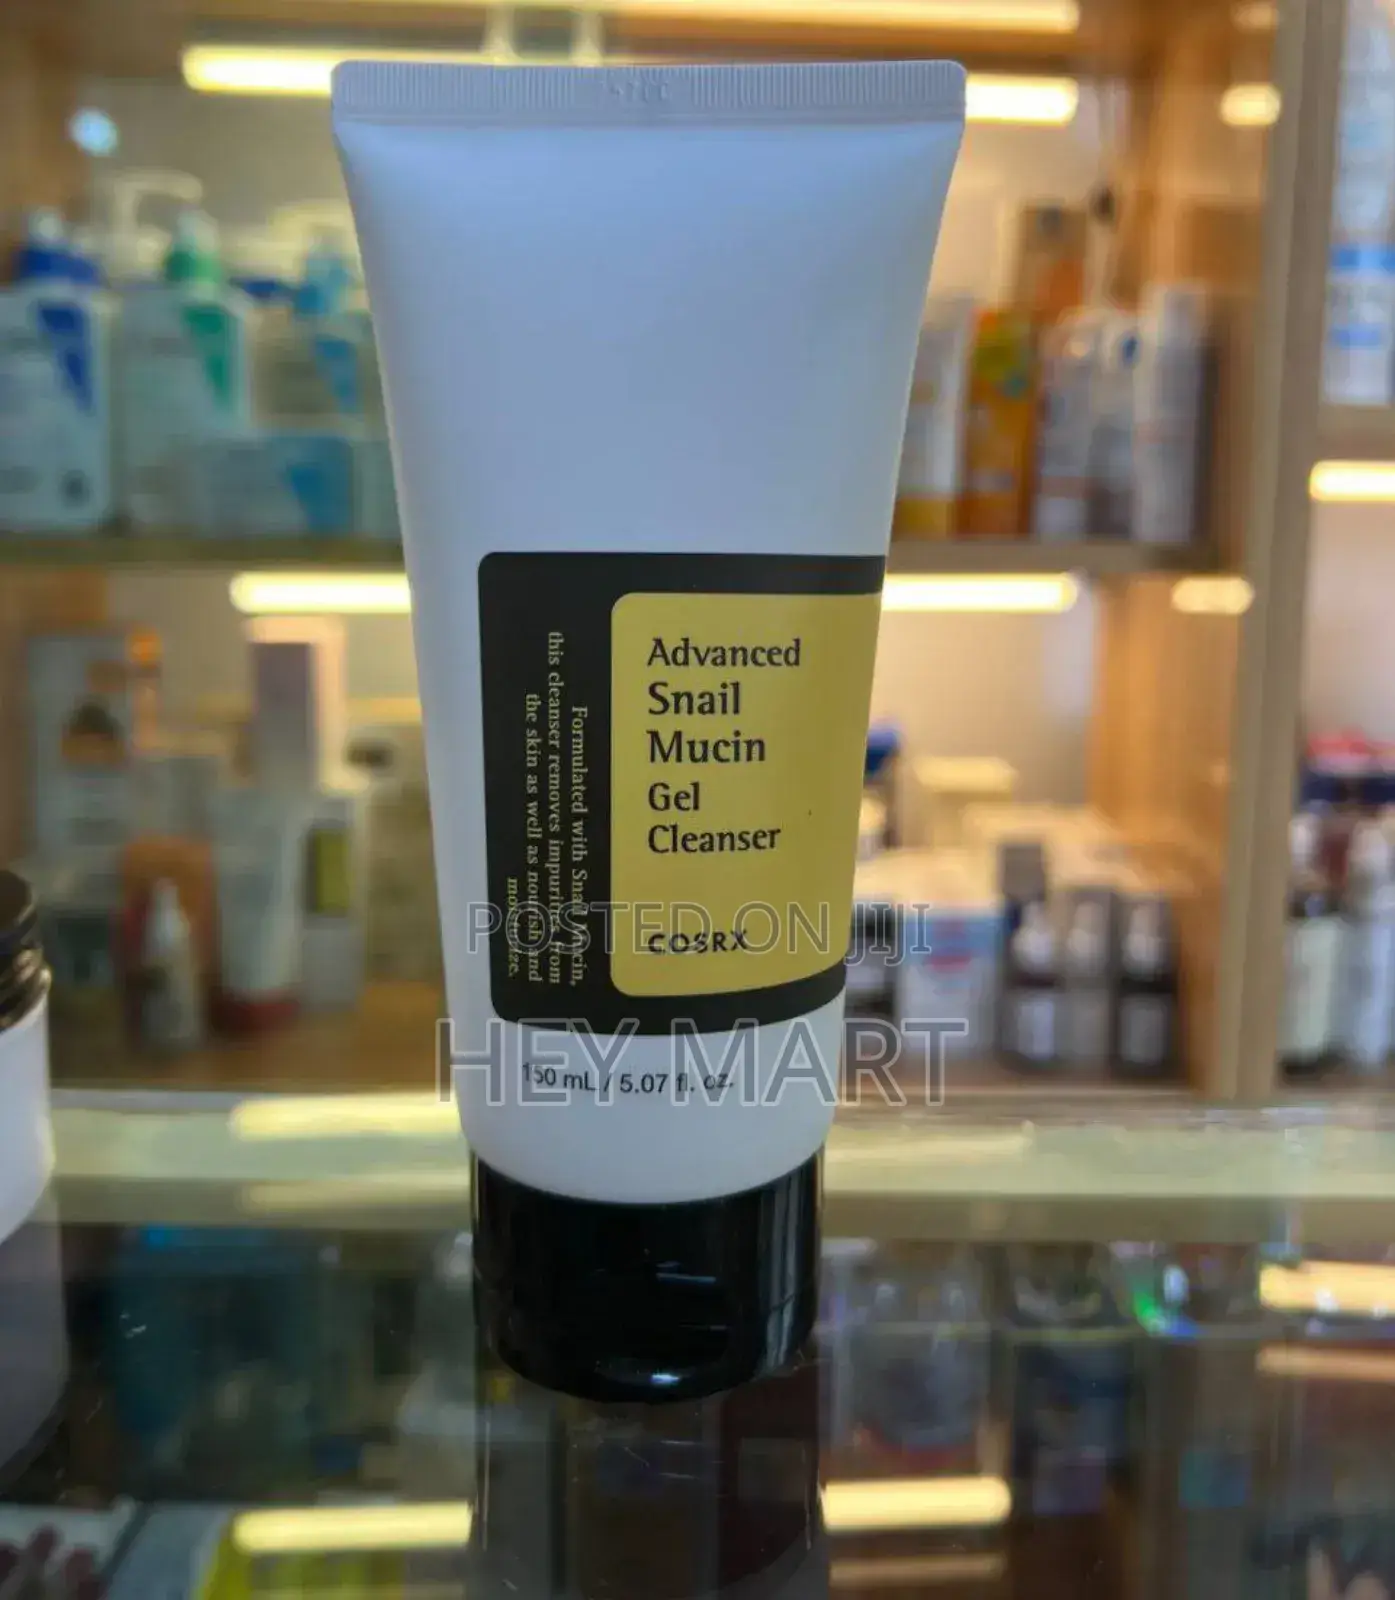 Advanced
Snail
Mucin
Gel
Cleanser
COSRX
Formulated with Snail Mucin,
this cleanser removes impurities from
the skin as well as nourish and
moisturize.
150 mL / 5.07 fl. oz.
POSTED ON JIJI
HEY MART